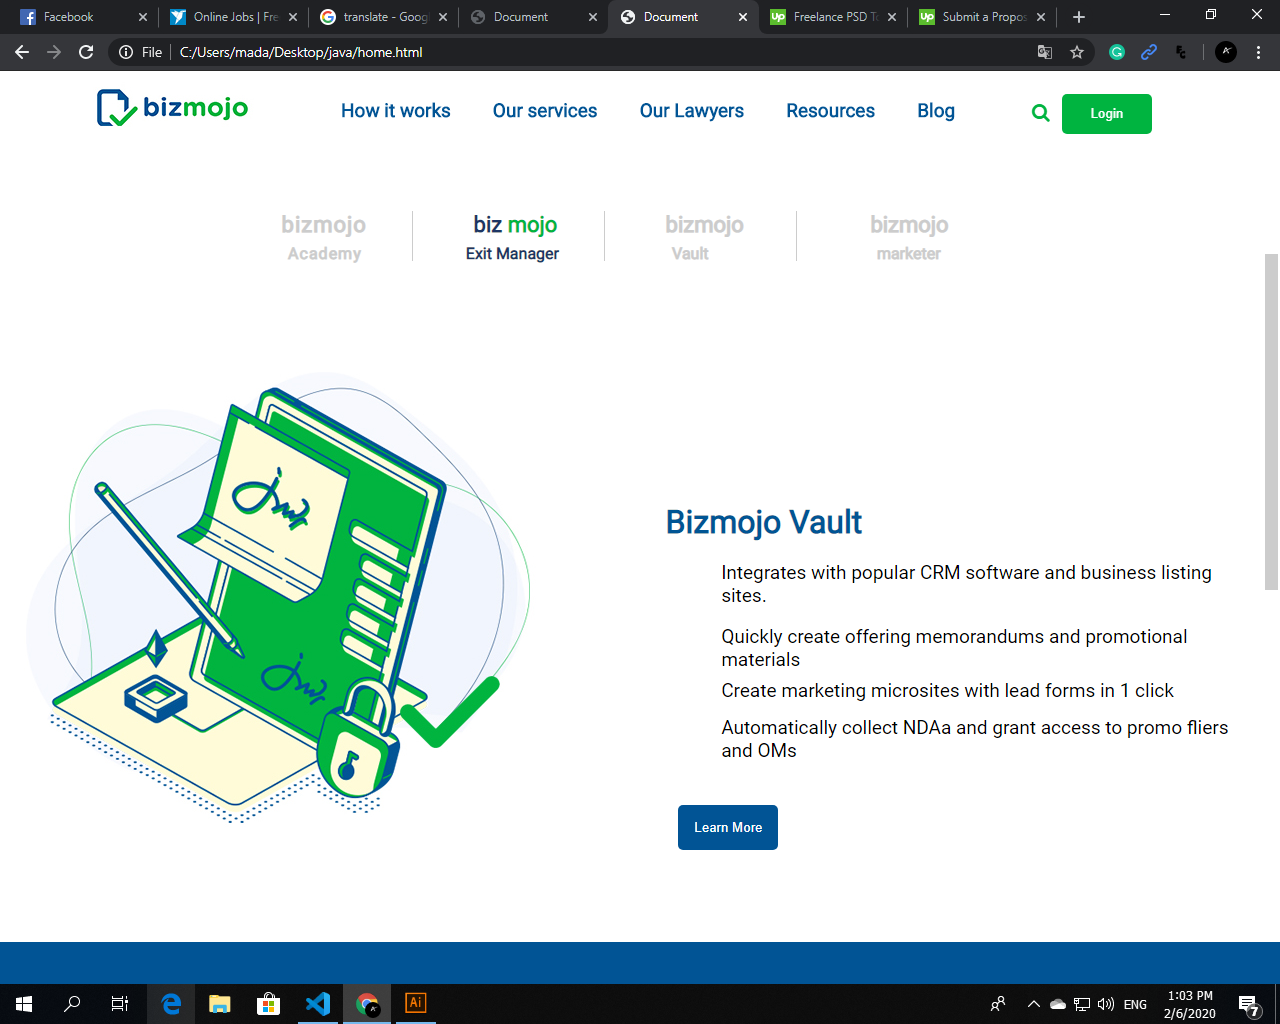 Facebook
Online Jobs | Fre
translate - Goog
Document
Document
Freelance PSD To
Submit a Propos
File
C:/Users/mada/Desktop/java/home.html
bizmojo
How it works
Our services
Our Lawyers
Resources
Blog
Login
bizmojo
Academy
biz mojo
Exit Manager
bizmojo
Vault
bizmojo
marketer
Bizmojo Vault
Integrates with popular CRM software and business listing
sites.
Quickly create offering memorandums and promotional
materials
Create marketing microsites with lead forms in 1 click
Automatically collect NDAa and grant access to promo fliers
and OMs
Learn More
Ai
ENG
1:03 PM
2/6/2020
7